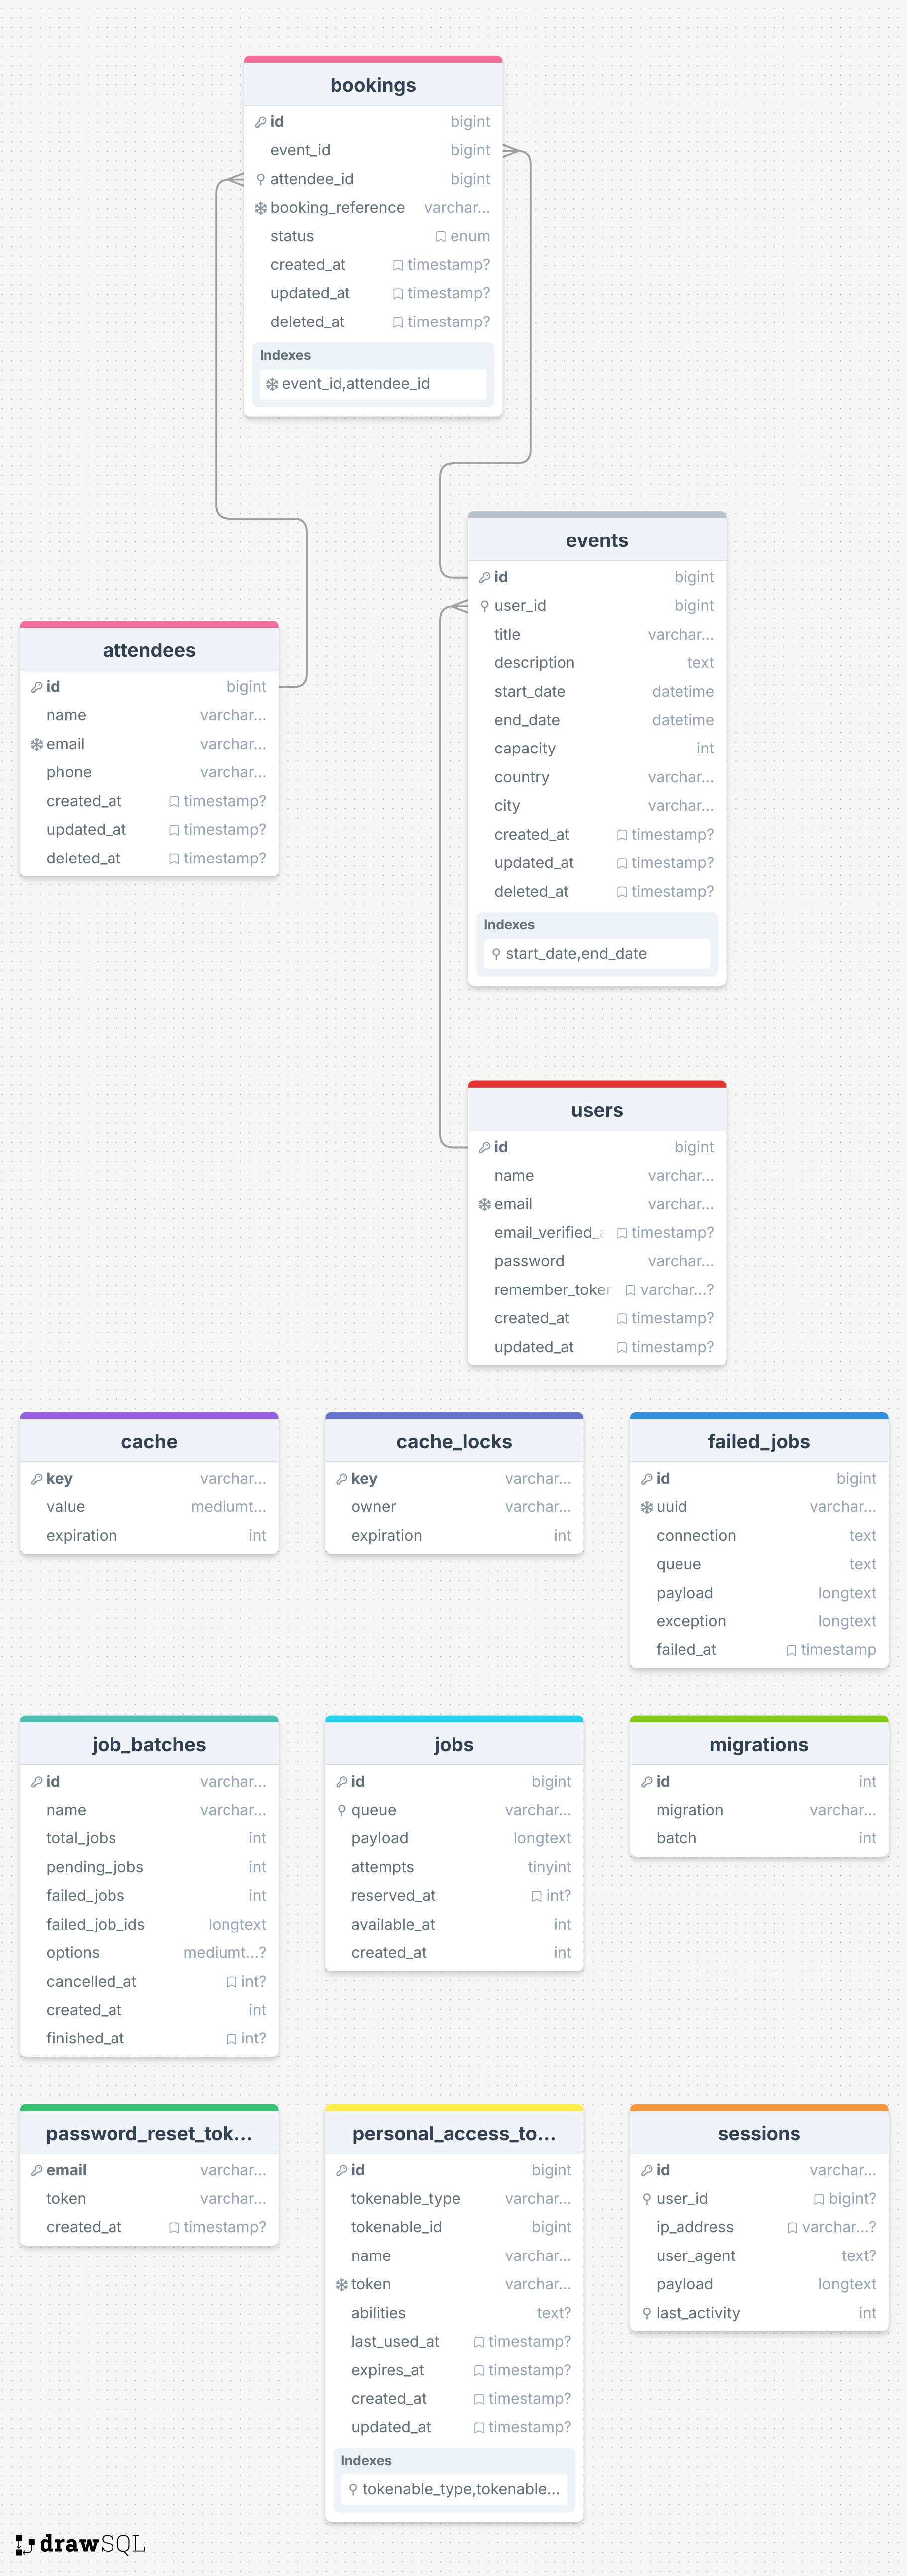 bookings
id bigint
event_id bigint
attendee_id bigint
booking_reference varchar...
status enum
created_at timestamp?
updated_at timestamp?
deleted_at timestamp?
Indexes
event_id,attendee_id
events
id bigint
user_id bigint
title varchar...
description text
start_date datetime
end_date datetime
capacity int
country varchar...
city varchar...
created_at timestamp?
updated_at timestamp?
deleted_at timestamp?
Indexes
start_date,end_date
attendees
id bigint
name varchar...
email varchar...
phone varchar...
created_at timestamp?
updated_at timestamp?
deleted_at timestamp?
users
id bigint
name varchar...
email varchar...
email_verified_a timestamp?
password varchar...
remember_token varchar...?
created_at timestamp?
updated_at timestamp?
cache
key varchar...
value mediumt...
expiration int
cache_locks
key varchar...
owner varchar...
expiration int
failed_jobs
id bigint
uuid varchar...
connection text
queue text
payload longtext
exception longtext
failed_at timestamp
job_batches
id varchar...
name varchar...
total_jobs int
pending_jobs int
failed_jobs int
failed_job_ids longtext
options mediumt...?
cancelled_at int?
created_at int
finished_at int?
jobs
id bigint
queue varchar...
payload longtext
attempts tinyint
reserved_at int?
available_at int
created_at int
migrations
id int
migration varchar...
batch int
password_reset_tok...
email varchar...
token varchar...
created_at timestamp?
personal_access_to...
id bigint
tokenable_type varchar...
tokenable_id bigint
name varchar...
token varchar...
abilities text?
last_used_at timestamp?
expires_at timestamp?
created_at timestamp?
updated_at timestamp?
Indexes
tokenable_type,tokenable...
sessions
id varchar...
user_id bigint?
ip_address varchar...?
user_agent text?
payload longtext
last_activity int
drawSQL